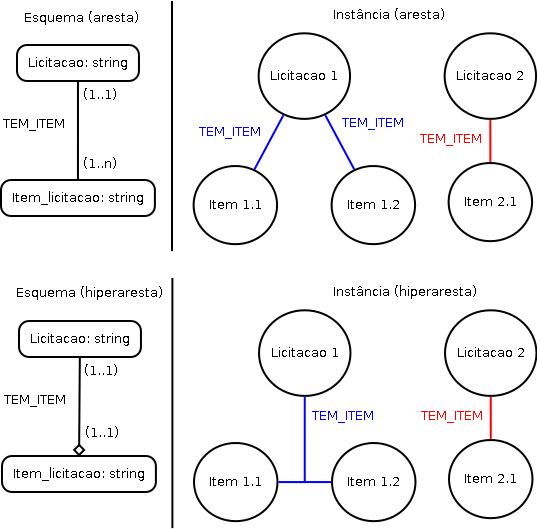 Esquema (aresta)
Licitacao: string
(1..1)
TEM_ITEM
(1..n)
Item_licitacao: string
Instância (aresta)
Licitacao 1
Licitacao 2
TEM_ITEM
TEM_ITEM
TEM_ITEM
Item 1.1
Item 1.2
Item 2.1
Esquema (hiperaresta)
Licitacao: string
(1..1)
TEM_ITEM
(1..1)
Item_licitacao: string
Instância (hiperaresta)
Licitacao 1
Licitacao 2
TEM_ITEM
TEM_ITEM
Item 1.1
Item 1.2
Item 2.1